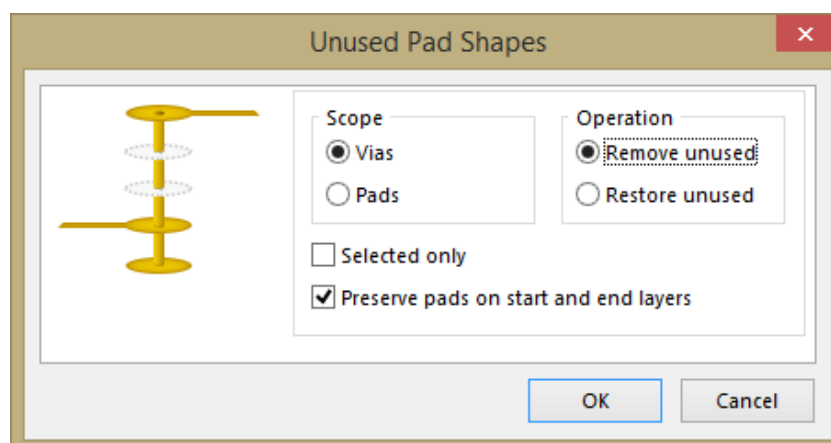 Unused Pad Shapes
Scope
Vias
Pads
Operation
Remove unused
Restore unused
Selected only
Preserve pads on start and end layers
OK
Cancel